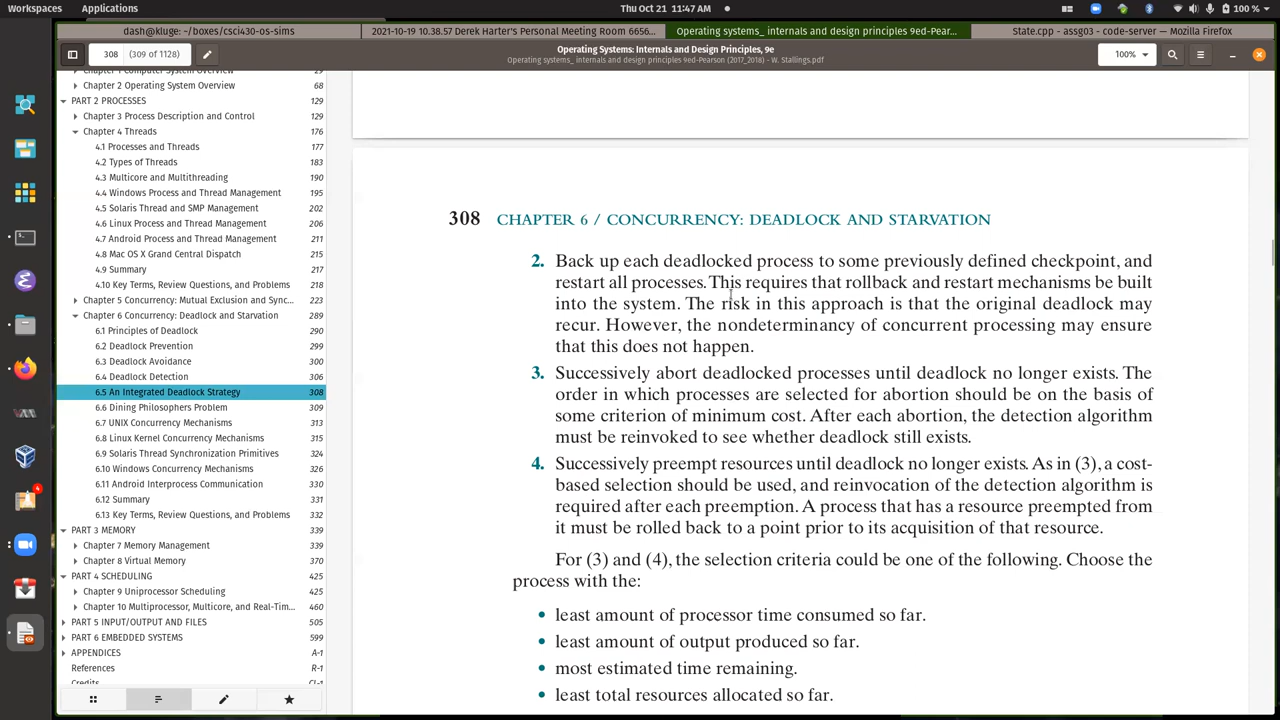 Workspaces Applications Thu Oct 21 11:47 AM 100 %
dash@kluge: ~/boxes/csci430-os-sims 2021-10-19 10.38.57 Derek Harter's Personal Meeting Room 6656... Operating systems_ internals and design principles 9ed-Pear... State.cpp - assg03 - code-server — Mozilla Firefox
308 (309 of 1128) Operating Systems: Internals and Design Principles, 9e 100%
Operating systems_ internals and design principles 9ed-Pearson (2017_2018) - W. Stallings.pdf
Chapter 1 Computer System Overview 29
Chapter 2 Operating System Overview 68
PART 2 PROCESSES 129
Chapter 3 Process Description and Control 129
Chapter 4 Threads 176
4.1 Processes and Threads 177
4.2 Types of Threads 183
4.3 Multicore and Multithreading 190
4.4 Windows Process and Thread Management 195
4.5 Solaris Thread and SMP Management 202
4.6 Linux Process and Thread Management 206
4.7 Android Process and Thread Management 211
4.8 Mac OS X Grand Central Dispatch 215
4.9 Summary 217
4.10 Key Terms, Review Questions, and Problems 218
Chapter 5 Concurrency: Mutual Exclusion and Sync... 223
Chapter 6 Concurrency: Deadlock and Starvation 289
6.1 Principles of Deadlock 290
6.2 Deadlock Prevention 299
6.3 Deadlock Avoidance 300
6.4 Deadlock Detection 306
6.5 An Integrated Deadlock Strategy 308
6.6 Dining Philosophers Problem 309
6.7 UNIX Concurrency Mechanisms 313
6.8 Linux Kernel Concurrency Mechanisms 315
6.9 Solaris Thread Synchronization Primitives 324
6.10 Windows Concurrency Mechanisms 326
6.11 Android Interprocess Communication 330
6.12 Summary 331
6.13 Key Terms, Review Questions, and Problems 332
PART 3 MEMORY 339
Chapter 7 Memory Management 339
Chapter 8 Virtual Memory 370
PART 4 SCHEDULING 425
Chapter 9 Uniprocessor Scheduling 425
Chapter 10 Multiprocessor, Multicore, and Real-Tim... 460
PART 5 INPUT/OUTPUT AND FILES 505
PART 6 EMBEDDED SYSTEMS 599
APPENDICES A-1
References R-1
Credits CL-1
308 CHAPTER 6 / CONCURRENCY: DEADLOCK AND STARVATION
2. Back up each deadlocked process to some previously defined checkpoint, and
restart all processes. This requires that rollback and restart mechanisms be built
into the system. The risk in this approach is that the original deadlock may
recur. However, the nondeterminancy of concurrent processing may ensure
that this does not happen.
3. Successively abort deadlocked processes until deadlock no longer exists. The
order in which processes are selected for abortion should be on the basis of
some criterion of minimum cost. After each abortion, the detection algorithm
must be reinvoked to see whether deadlock still exists.
4. Successively preempt resources until deadlock no longer exists. As in (3), a cost-
based selection should be used, and reinvocation of the detection algorithm is
required after each preemption. A process that has a resource preempted from
it must be rolled back to a point prior to its acquisition of that resource.
For (3) and (4), the selection criteria could be one of the following. Choose the
process with the:
• least amount of processor time consumed so far.
• least amount of output produced so far.
• most estimated time remaining.
• least total resources allocated so far.